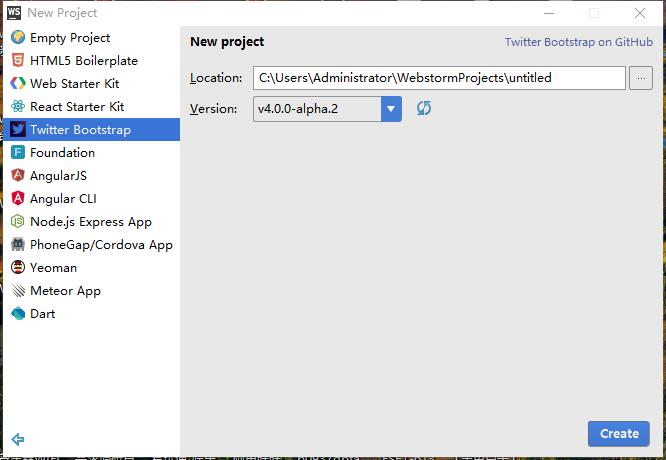 WS New Project
Empty Project
HTML5 Boilerplate
Web Starter Kit
React Starter Kit
Twitter Bootstrap
Foundation
AngularJS
Angular CLI
Node.js Express App
PhoneGap/Cordova App
Yeoman
Meteor App
Dart
New project
Twitter Bootstrap on GitHub
Location: C:\Users\Administrator\WebstormProjects\untitled ...
Version: v4.0.0-alpha.2
Create